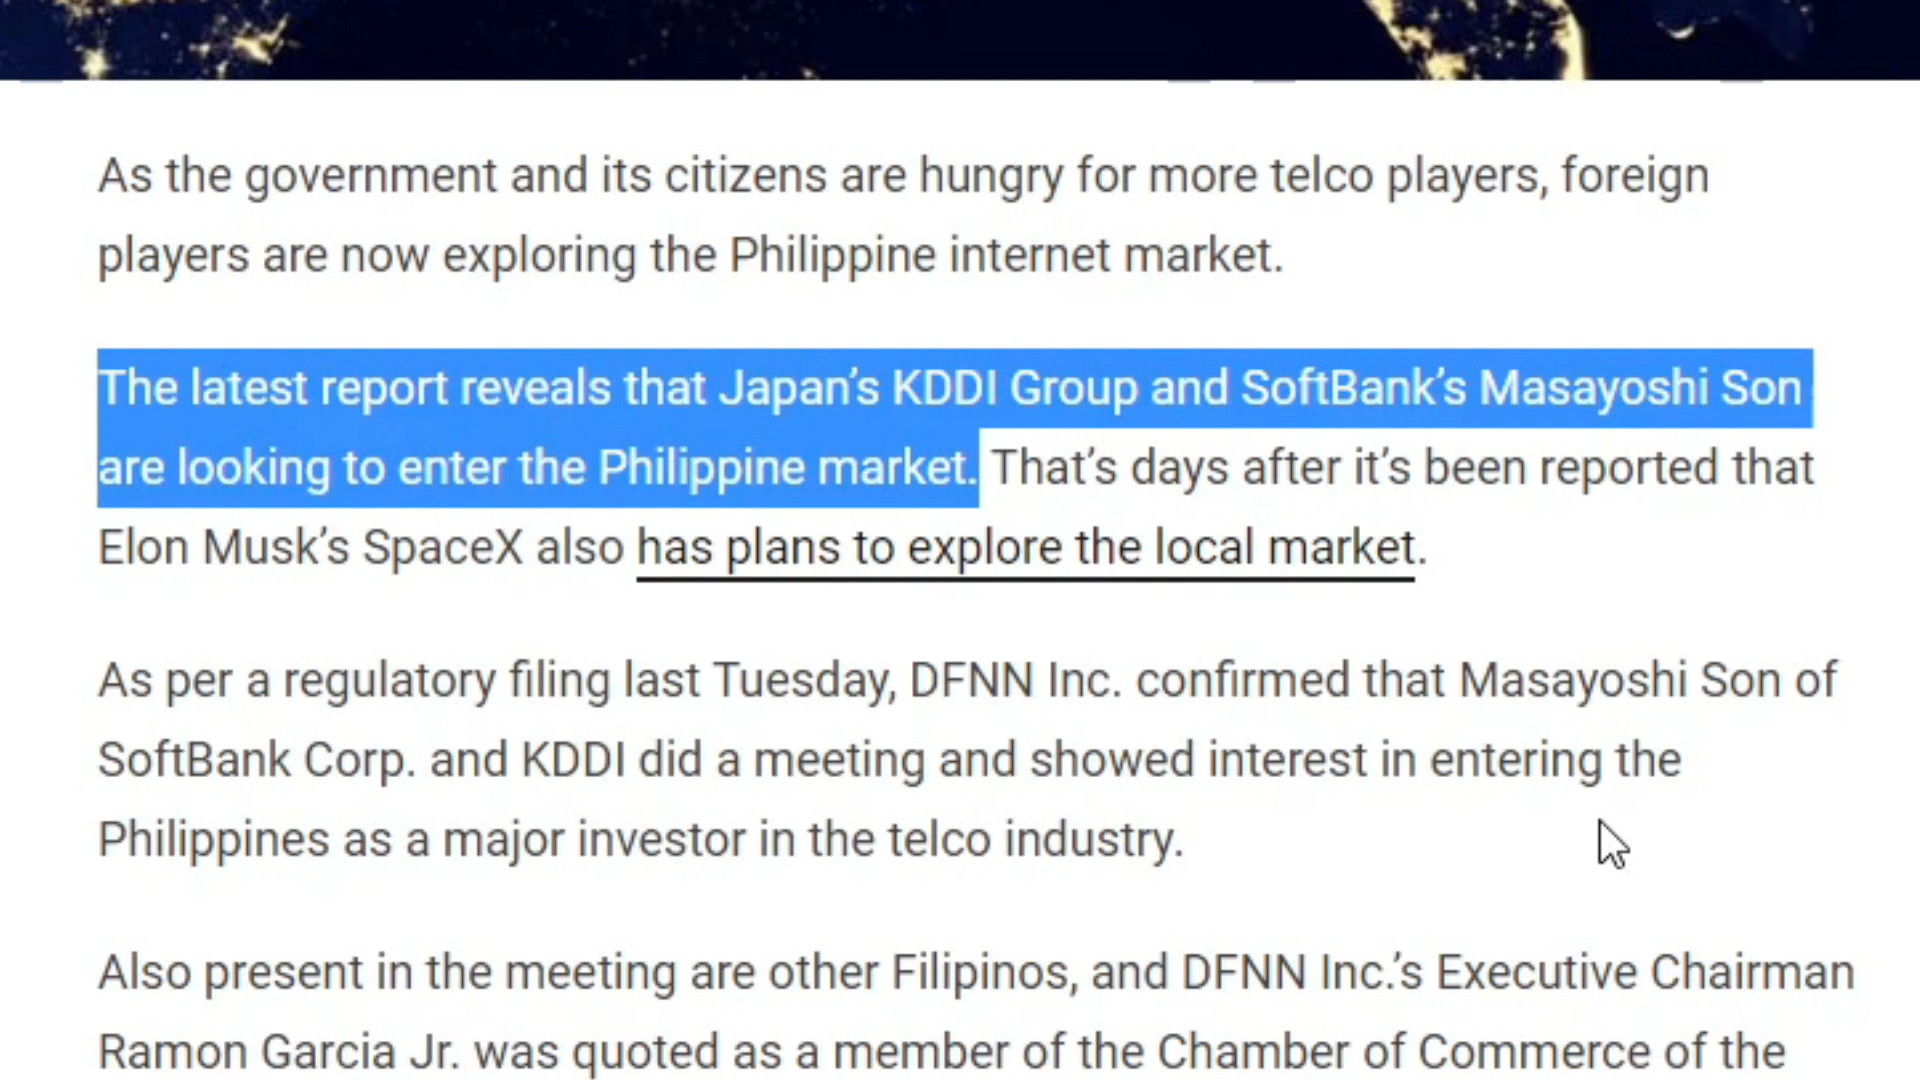 As the government and its citizens are hungry for more telco players, foreign
players are now exploring the Philippine internet market.
The latest report reveals that Japan’s KDDI Group and SoftBank’s Masayoshi Son
are looking to enter the Philippine market. That’s days after it’s been reported that
Elon Musk’s SpaceX also has plans to explore the local market.
As per a regulatory filing last Tuesday, DFNN Inc. confirmed that Masayoshi Son of
SoftBank Corp. and KDDI did a meeting and showed interest in entering the
Philippines as a major investor in the telco industry.
Also present in the meeting are other Filipinos, and DFNN Inc.’s Executive Chairman
Ramon Garcia Jr. was quoted as a member of the Chamber of Commerce of the